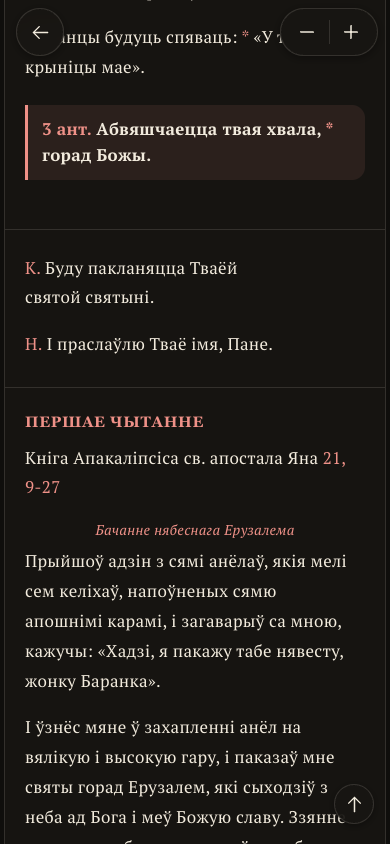 будуць спяваць: * «У
крыніцы мае».
3 ант. Абвяшчаецца твая хвала, *
горад Божы.
К. Буду пакланяцца Тваёй
святой святыні.
Н. І праслаўлю Тваё імя, Пане.
ПЕРШАЕ ЧЫТАННЕ
Кніга Апакаліпсіса св. апостала Яна 21,
9-27
Бачанне нябеснага Ерузалема
Прыйшоў адзін з сямі анёлаў, якія мелі
сем келіхаў, напоўненых сямю
апошнімі карамі, і загаварыў са мною,
кажучы: «Хадзі, я пакажу табе нявесту,
жонку Баранка».
І ўзнёс мяне ў захапленні анёл на
вялікую і высокую гару, і паказаў мне
святы горад Ерузалем, які сыходзіў з
неба ад Бога і меў Божую славу.